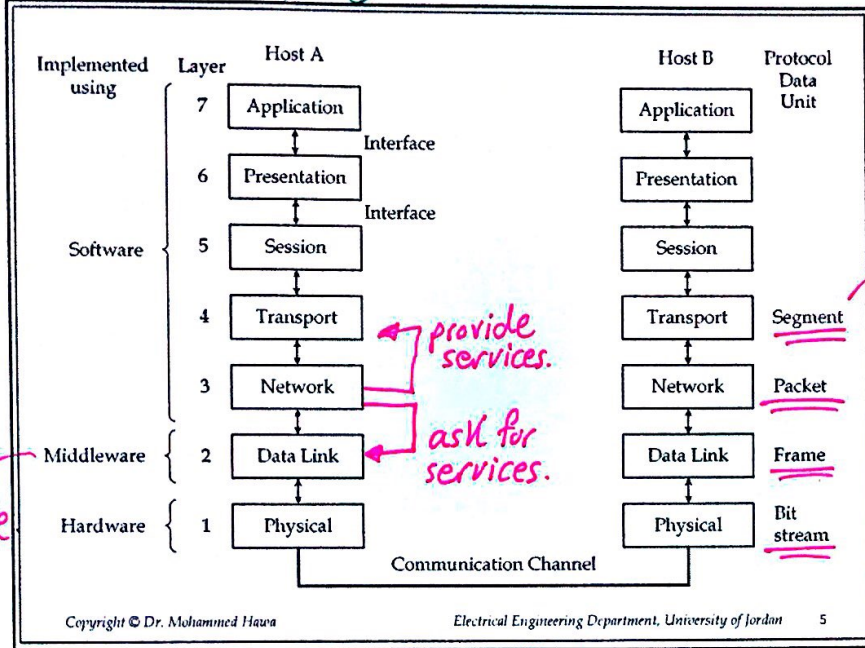 Implemented using
Layer
Host A
Host B
Protocol Data Unit
7
Application
Application
Interface
6
Presentation
Presentation
Interface
Software
5
Session
Session
4
Transport
provide services.
Transport
Segment
3
Network
Network
Packet
ask for services.
Middleware
2
Data Link
Data Link
Frame
Hardware
1
Physical
Physical
Bit stream
Communication Channel
Copyright © Dr. Mohammed Hawa
Electrical Engineering Department, University of Jordan
5